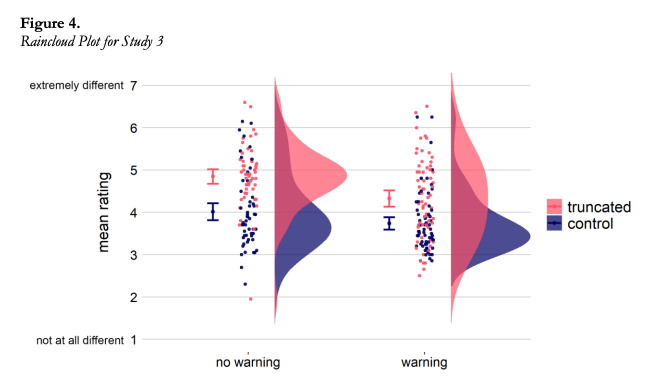 Figure 4.
Raincloud Plot for Study 3
extremely different 7
6
5
4
3
2
not at all different 1
mean rating
no warning
warning
truncated
control